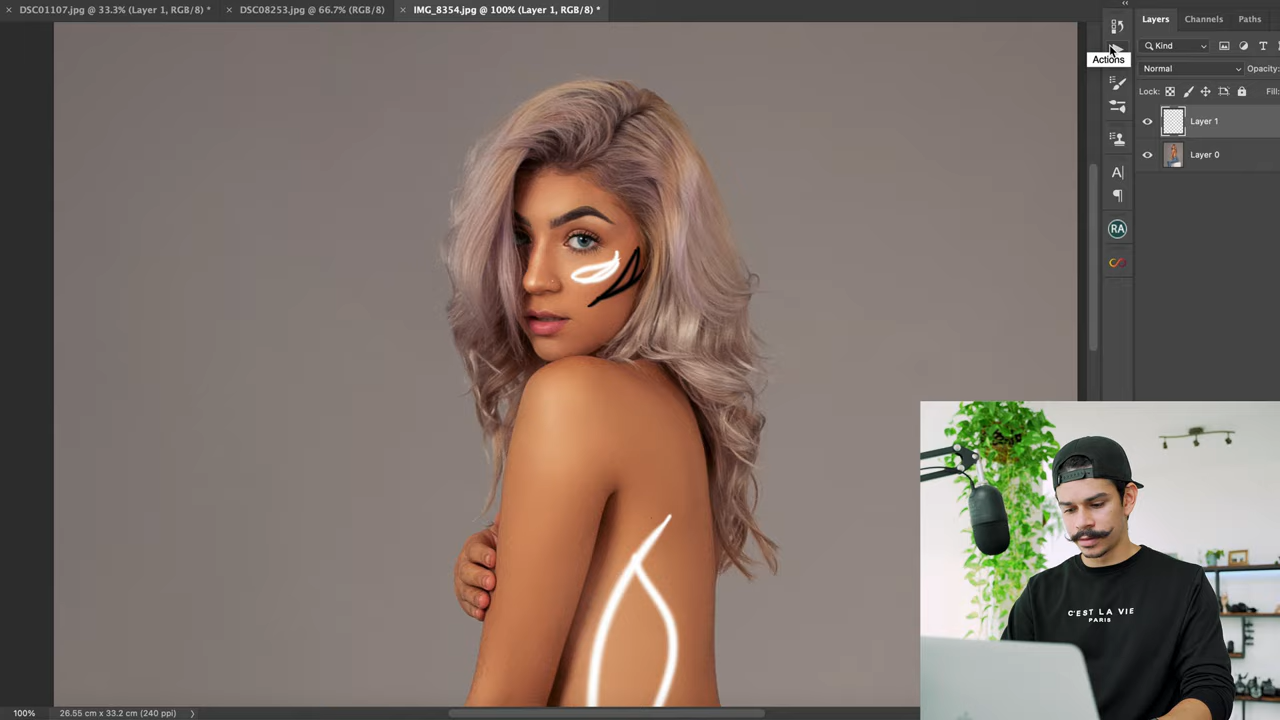 DSC01107.jpg @ 33.3% (Layer 1, RGB/8) *
DSC08253.jpg @ 66.7% (RGB/8)
IMG_8354.jpg @ 100% (Layer 1, RGB/8) *
Actions
Layers
Channels
Paths
Kind
Normal
Opacity:
Lock:
Fill:
Layer 1
Layer 0
RA
C'EST LA VIE
PARIS
100%
26.55 cm x 33.2 cm (240 ppi)